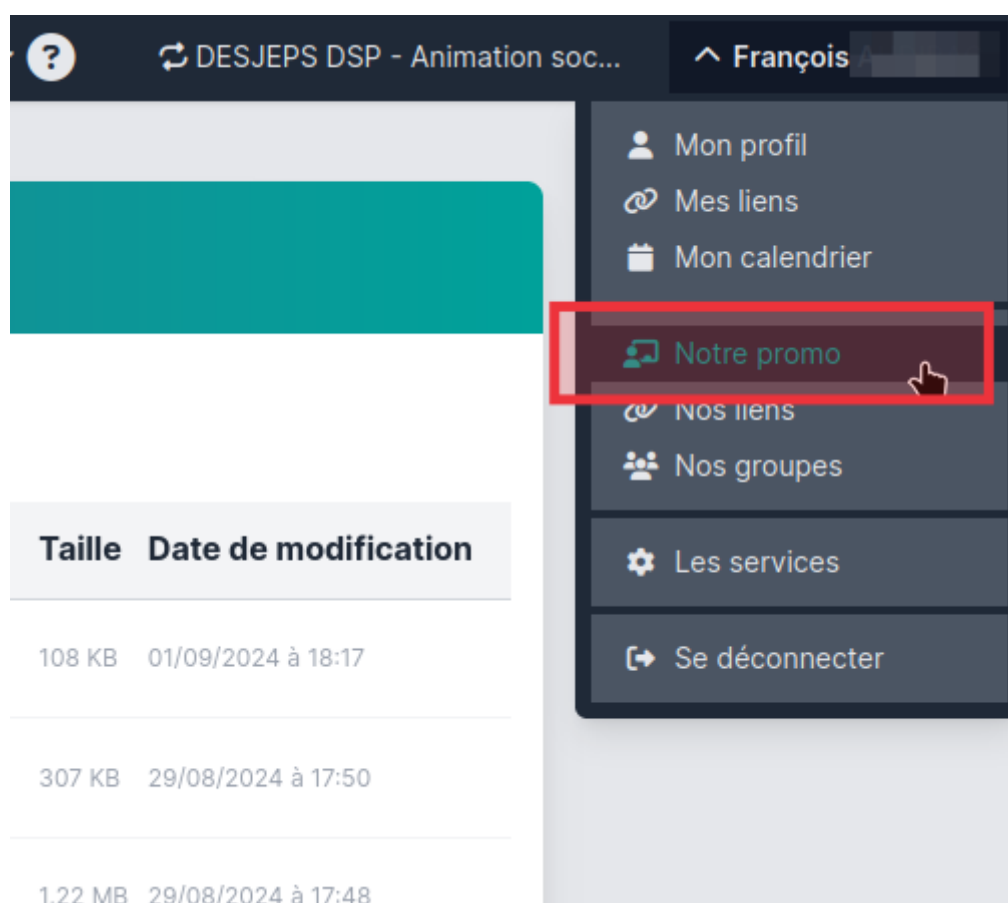 ? DESJEPS DSP - Animation soc... François
Mon profil
Mes liens
Mon calendrier
Notre promo
Nos liens
Nos groupes
Les services
Se déconnecter
Taille Date de modification
108 KB 01/09/2024 à 18:17
307 KB 29/08/2024 à 17:50
1.22 MB 29/08/2024 à 17:48